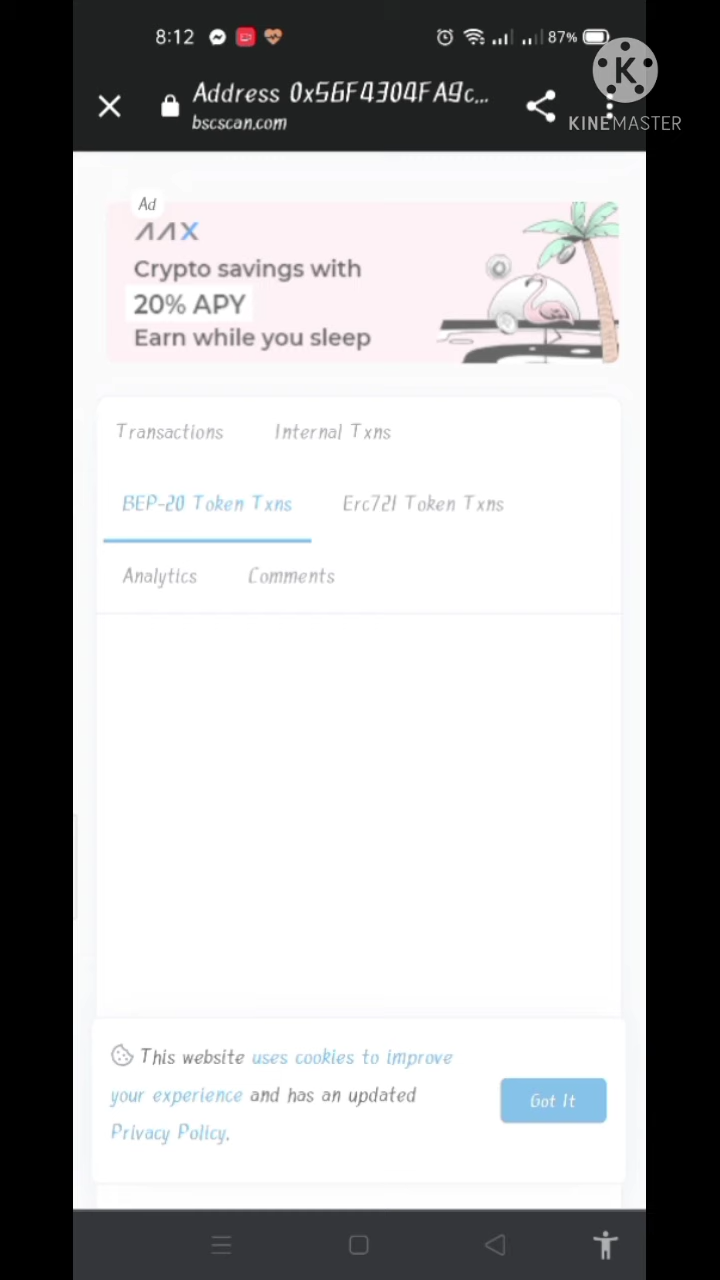 8:12
87%
KINEMASTER
Address 0x56F4304FA9c...
bscscan.com
Ad
AAX
Crypto savings with
20% APY
Earn while you sleep
Transactions Internal Txns
BEP-20 Token Txns Erc721 Token Txns
Analytics Comments
This website uses cookies to improve
your experience and has an updated
Privacy Policy.
Got It